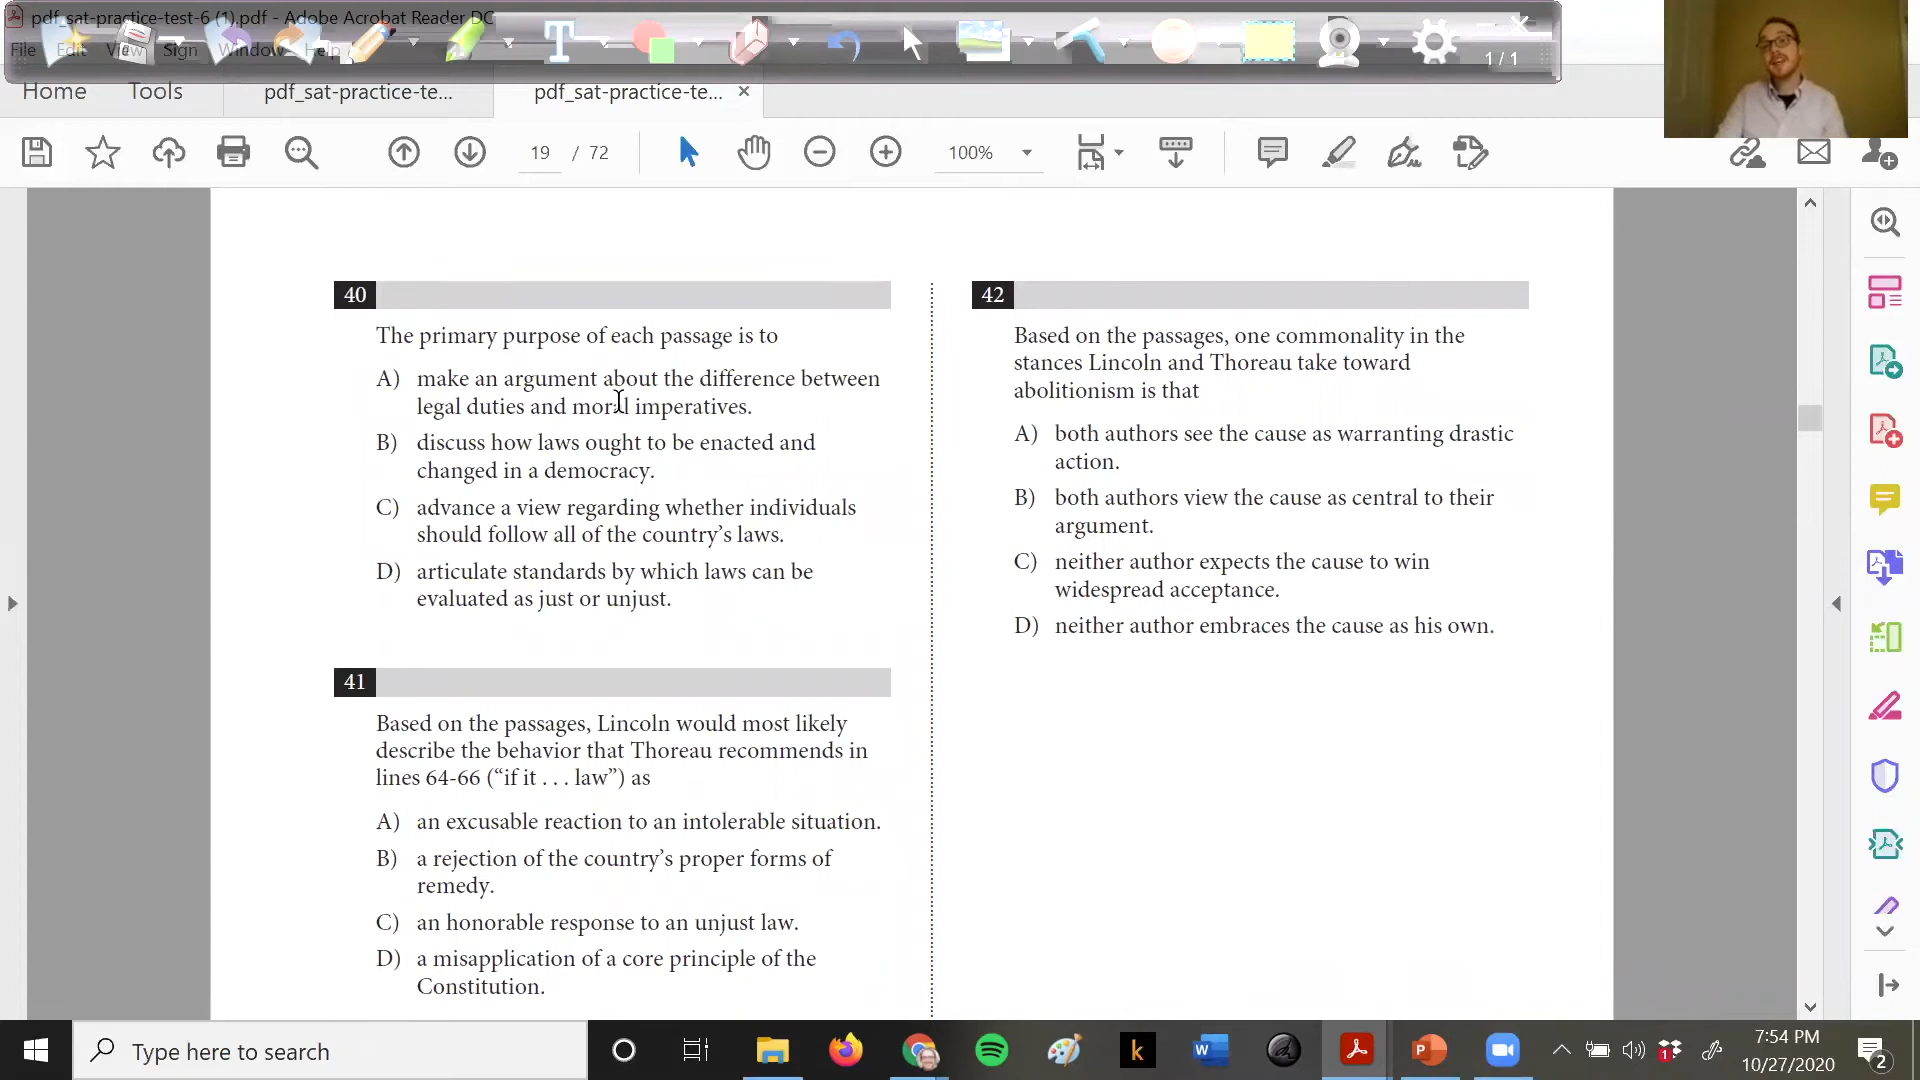 pdf_sat-practice-test-6 (1).pdf - Adobe Acrobat Reader DC
File Edit View Sign Window Help
1/1
Home Tools pdf_sat-practice-te... pdf_sat-practice-te... ×
19 / 72 100%
40
The primary purpose of each passage is to
A) make an argument about the difference between
legal duties and moral imperatives.
B) discuss how laws ought to be enacted and
changed in a democracy.
C) advance a view regarding whether individuals
should follow all of the country’s laws.
D) articulate standards by which laws can be
evaluated as just or unjust.
41
Based on the passages, Lincoln would most likely
describe the behavior that Thoreau recommends in
lines 64-66 (“if it . . . law”) as
A) an excusable reaction to an intolerable situation.
B) a rejection of the country’s proper forms of
remedy.
C) an honorable response to an unjust law.
D) a misapplication of a core principle of the
Constitution.
42
Based on the passages, one commonality in the
stances Lincoln and Thoreau take toward
abolitionism is that
A) both authors see the cause as warranting drastic
action.
B) both authors view the cause as central to their
argument.
C) neither author expects the cause to win
widespread acceptance.
D) neither author embraces the cause as his own.
Type here to search
7:54 PM
10/27/2020
2